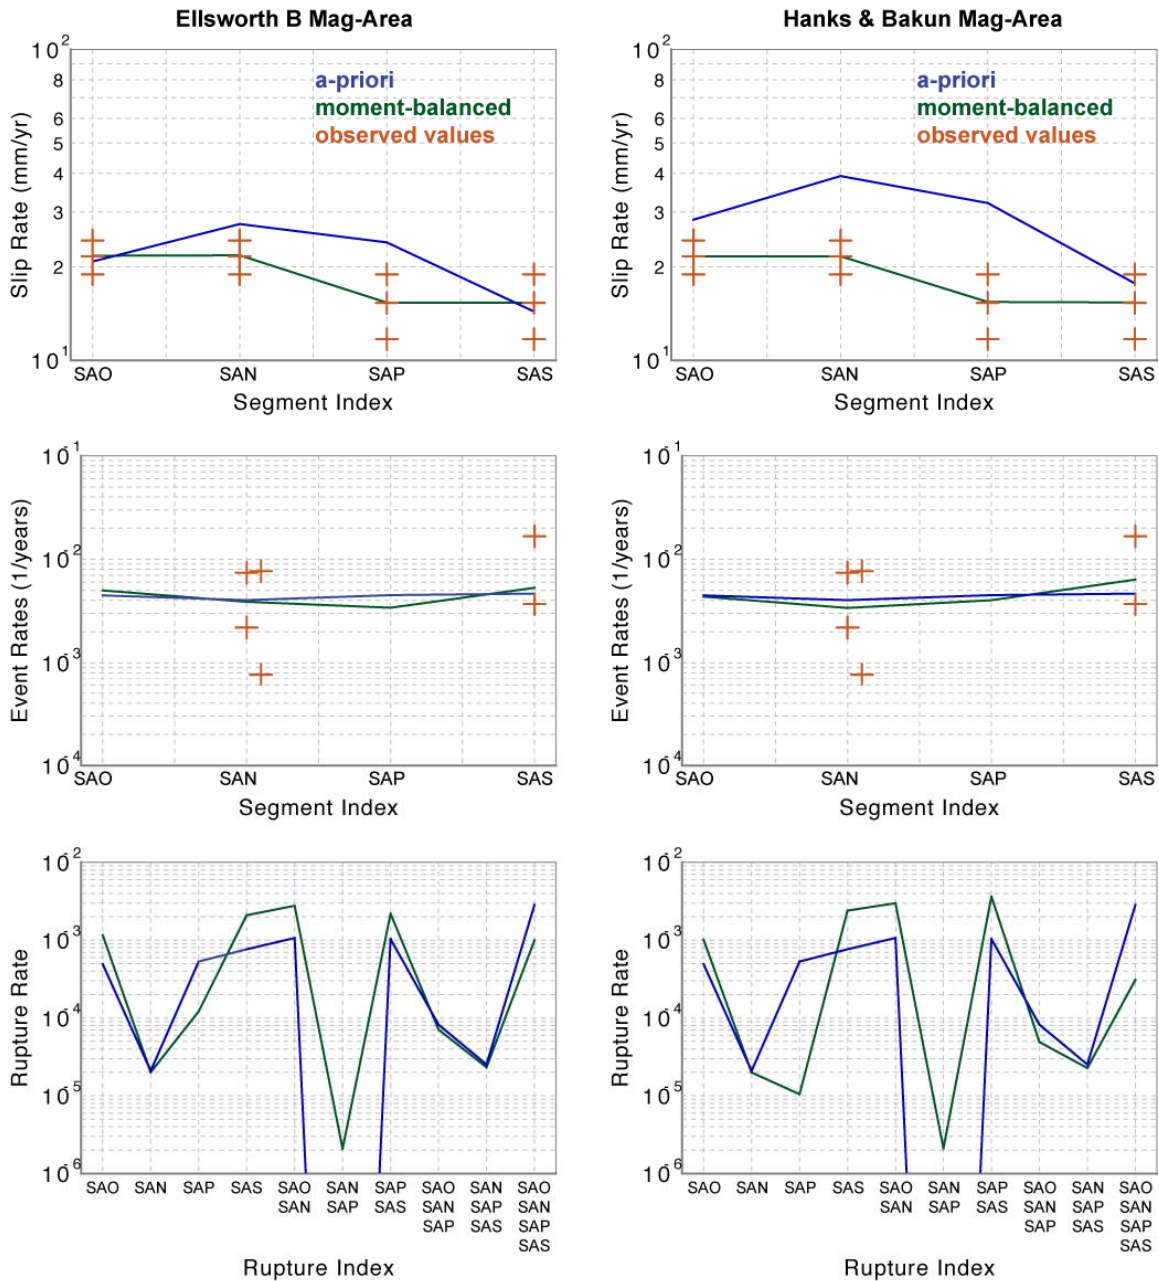 Ellsworth B Mag-Area
Hanks & Bakun Mag-Area
10²
8
6
5
4
3
2
10¹
Slip Rate (mm/yr)
a-priori
moment-balanced
observed values
SAO SAN SAP SAS
Segment Index
10²
8
6
5
4
3
2
10¹
Slip Rate (mm/yr)
a-priori
moment-balanced
observed values
SAO SAN SAP SAS
Segment Index
10⁻¹
10⁻²
10⁻³
10⁻⁴
Event Rates (1/years)
SAO SAN SAP SAS
Segment Index
10⁻¹
10⁻²
10⁻³
10⁻⁴
Event Rates (1/years)
SAO SAN SAP SAS
Segment Index
10⁻²
10⁻³
10⁻⁴
10⁻⁵
10⁻⁶
Rupture Rate
SAO SAN SAP SAS SAO SAN SAP SAO SAN SAO
SAN SAP SAS SAN SAP SAN
SAP SAS SAP
SAS
Rupture Index
10⁻²
10⁻³
10⁻⁴
10⁻⁵
10⁻⁶
Rupture Rate
SAO SAN SAP SAS SAO SAN SAP SAO SAN SAO
SAN SAP SAS SAN SAP SAN
SAP SAS SAP
SAS
Rupture Index